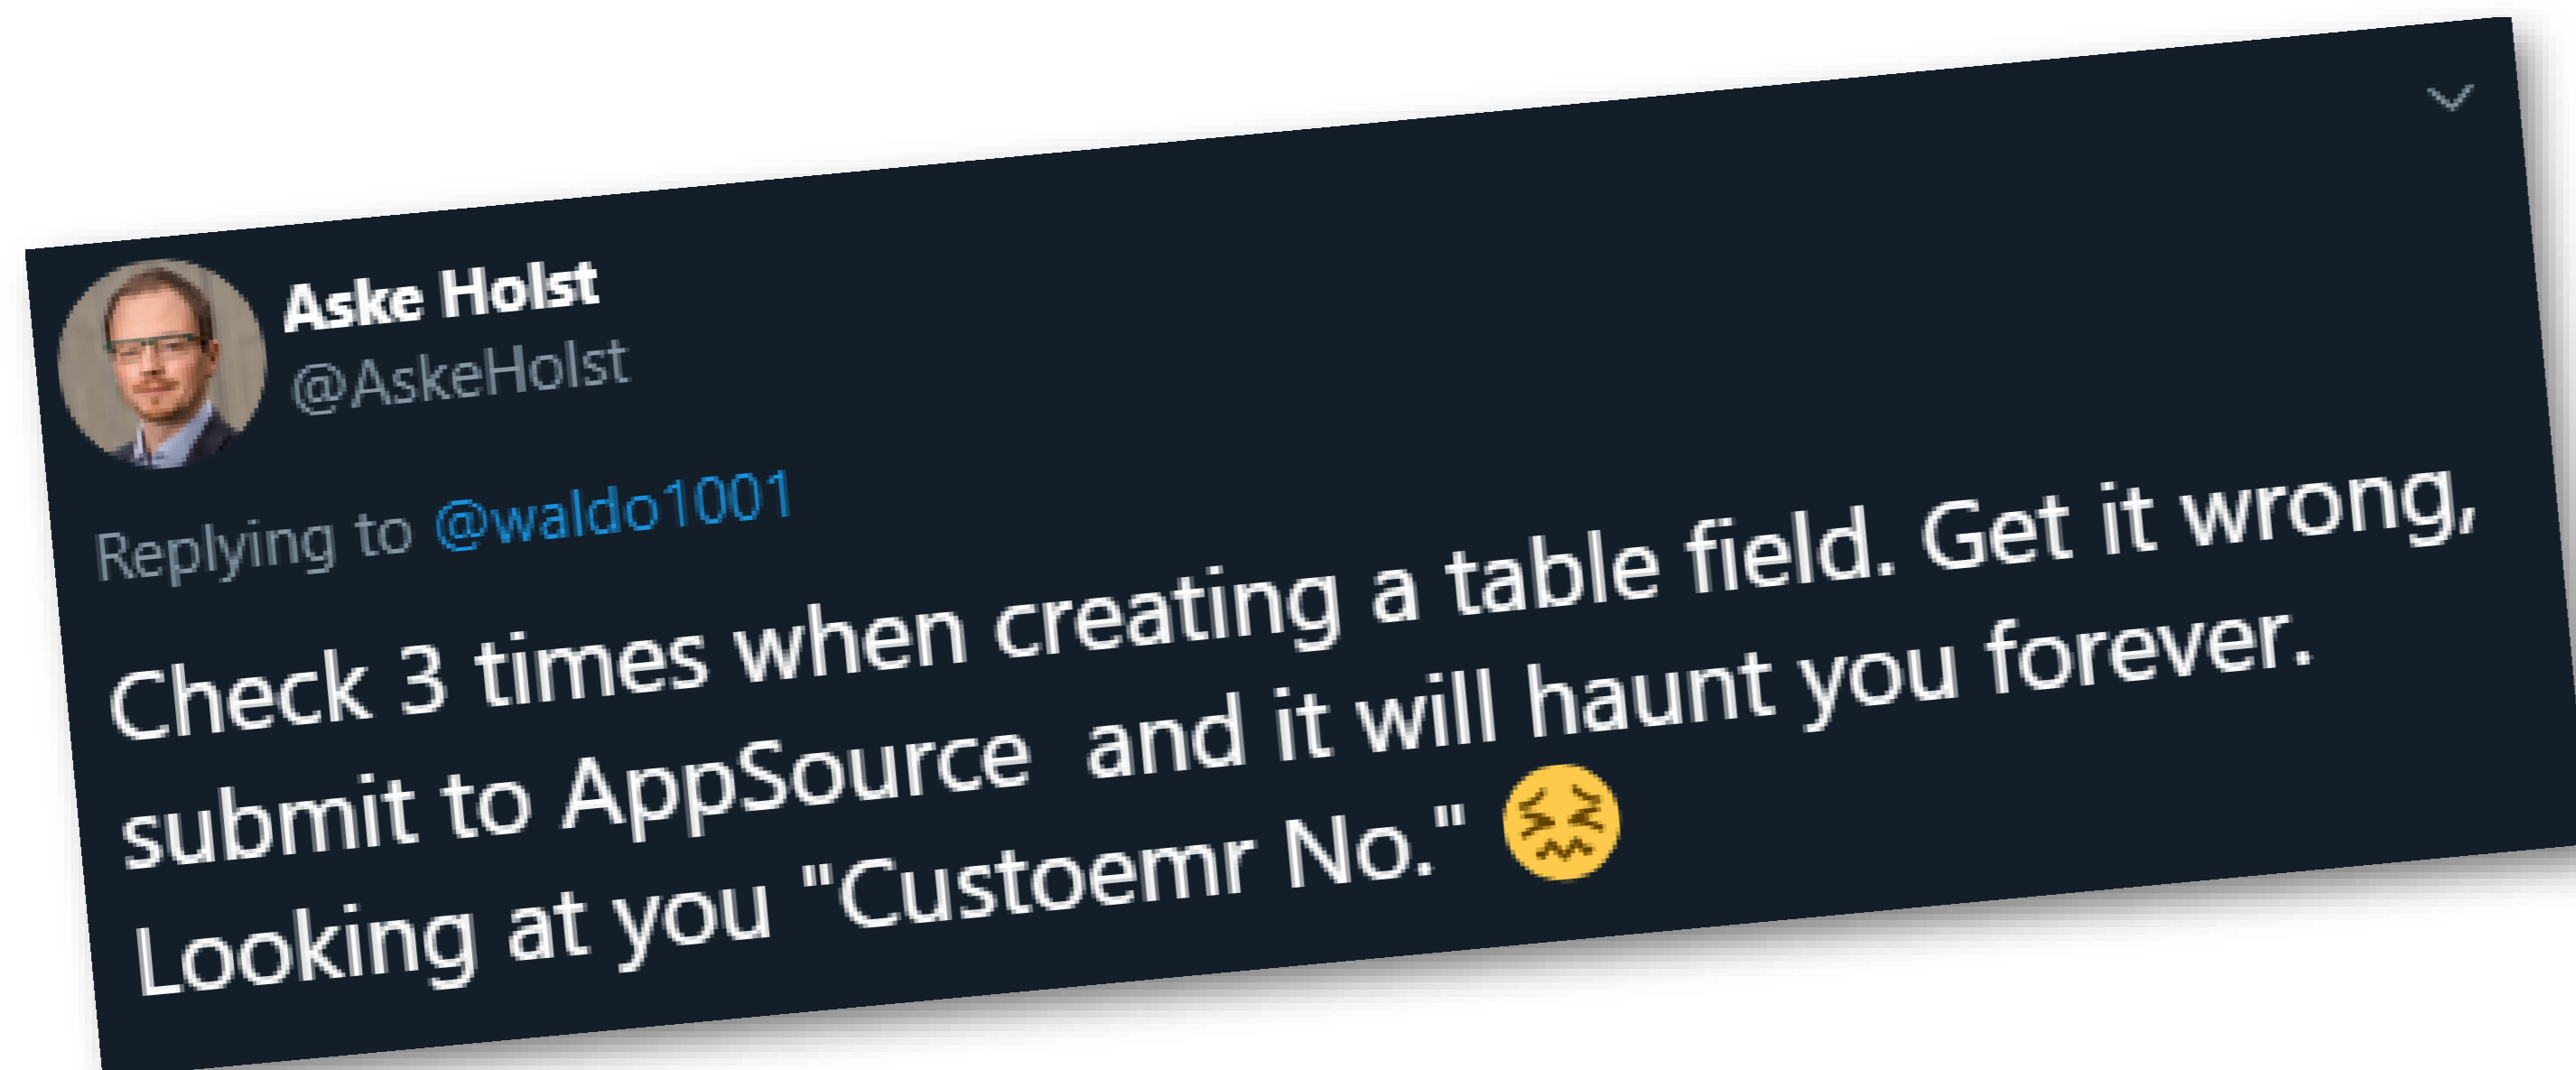 Aske Holst
@AskeHolst
Replying to @waldo1001
Check 3 times when creating a table field. Get it wrong,
submit to AppSource  and it will haunt you forever.
Looking at you "Custoemr No." 😖